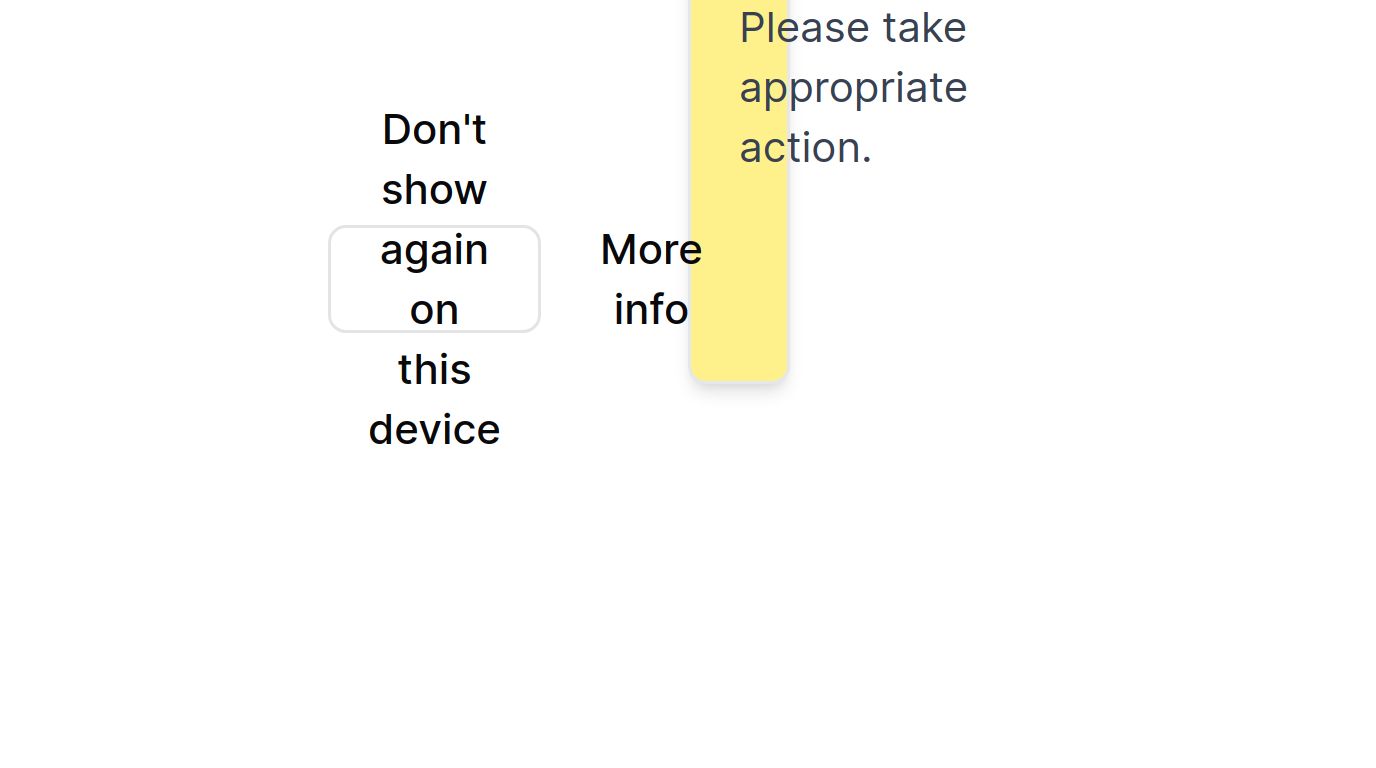 Please take
appropriate
action.
Don't
show
again
on
this
device
More
info